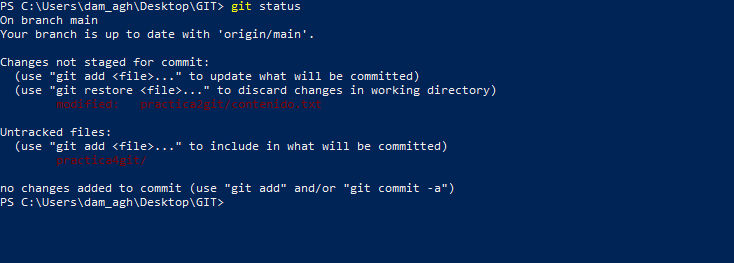 PS C:\Users\dam_agh\Desktop\GIT> git status
On branch main
Your branch is up to date with 'origin/main'.

Changes not staged for commit:
  (use "git add <file>..." to update what will be committed)
  (use "git restore <file>..." to discard changes in working directory)
        modified:   practica2git/contenido.txt

Untracked files:
  (use "git add <file>..." to include in what will be committed)
        practica4git/

no changes added to commit (use "git add" and/or "git commit -a")
PS C:\Users\dam_agh\Desktop\GIT>